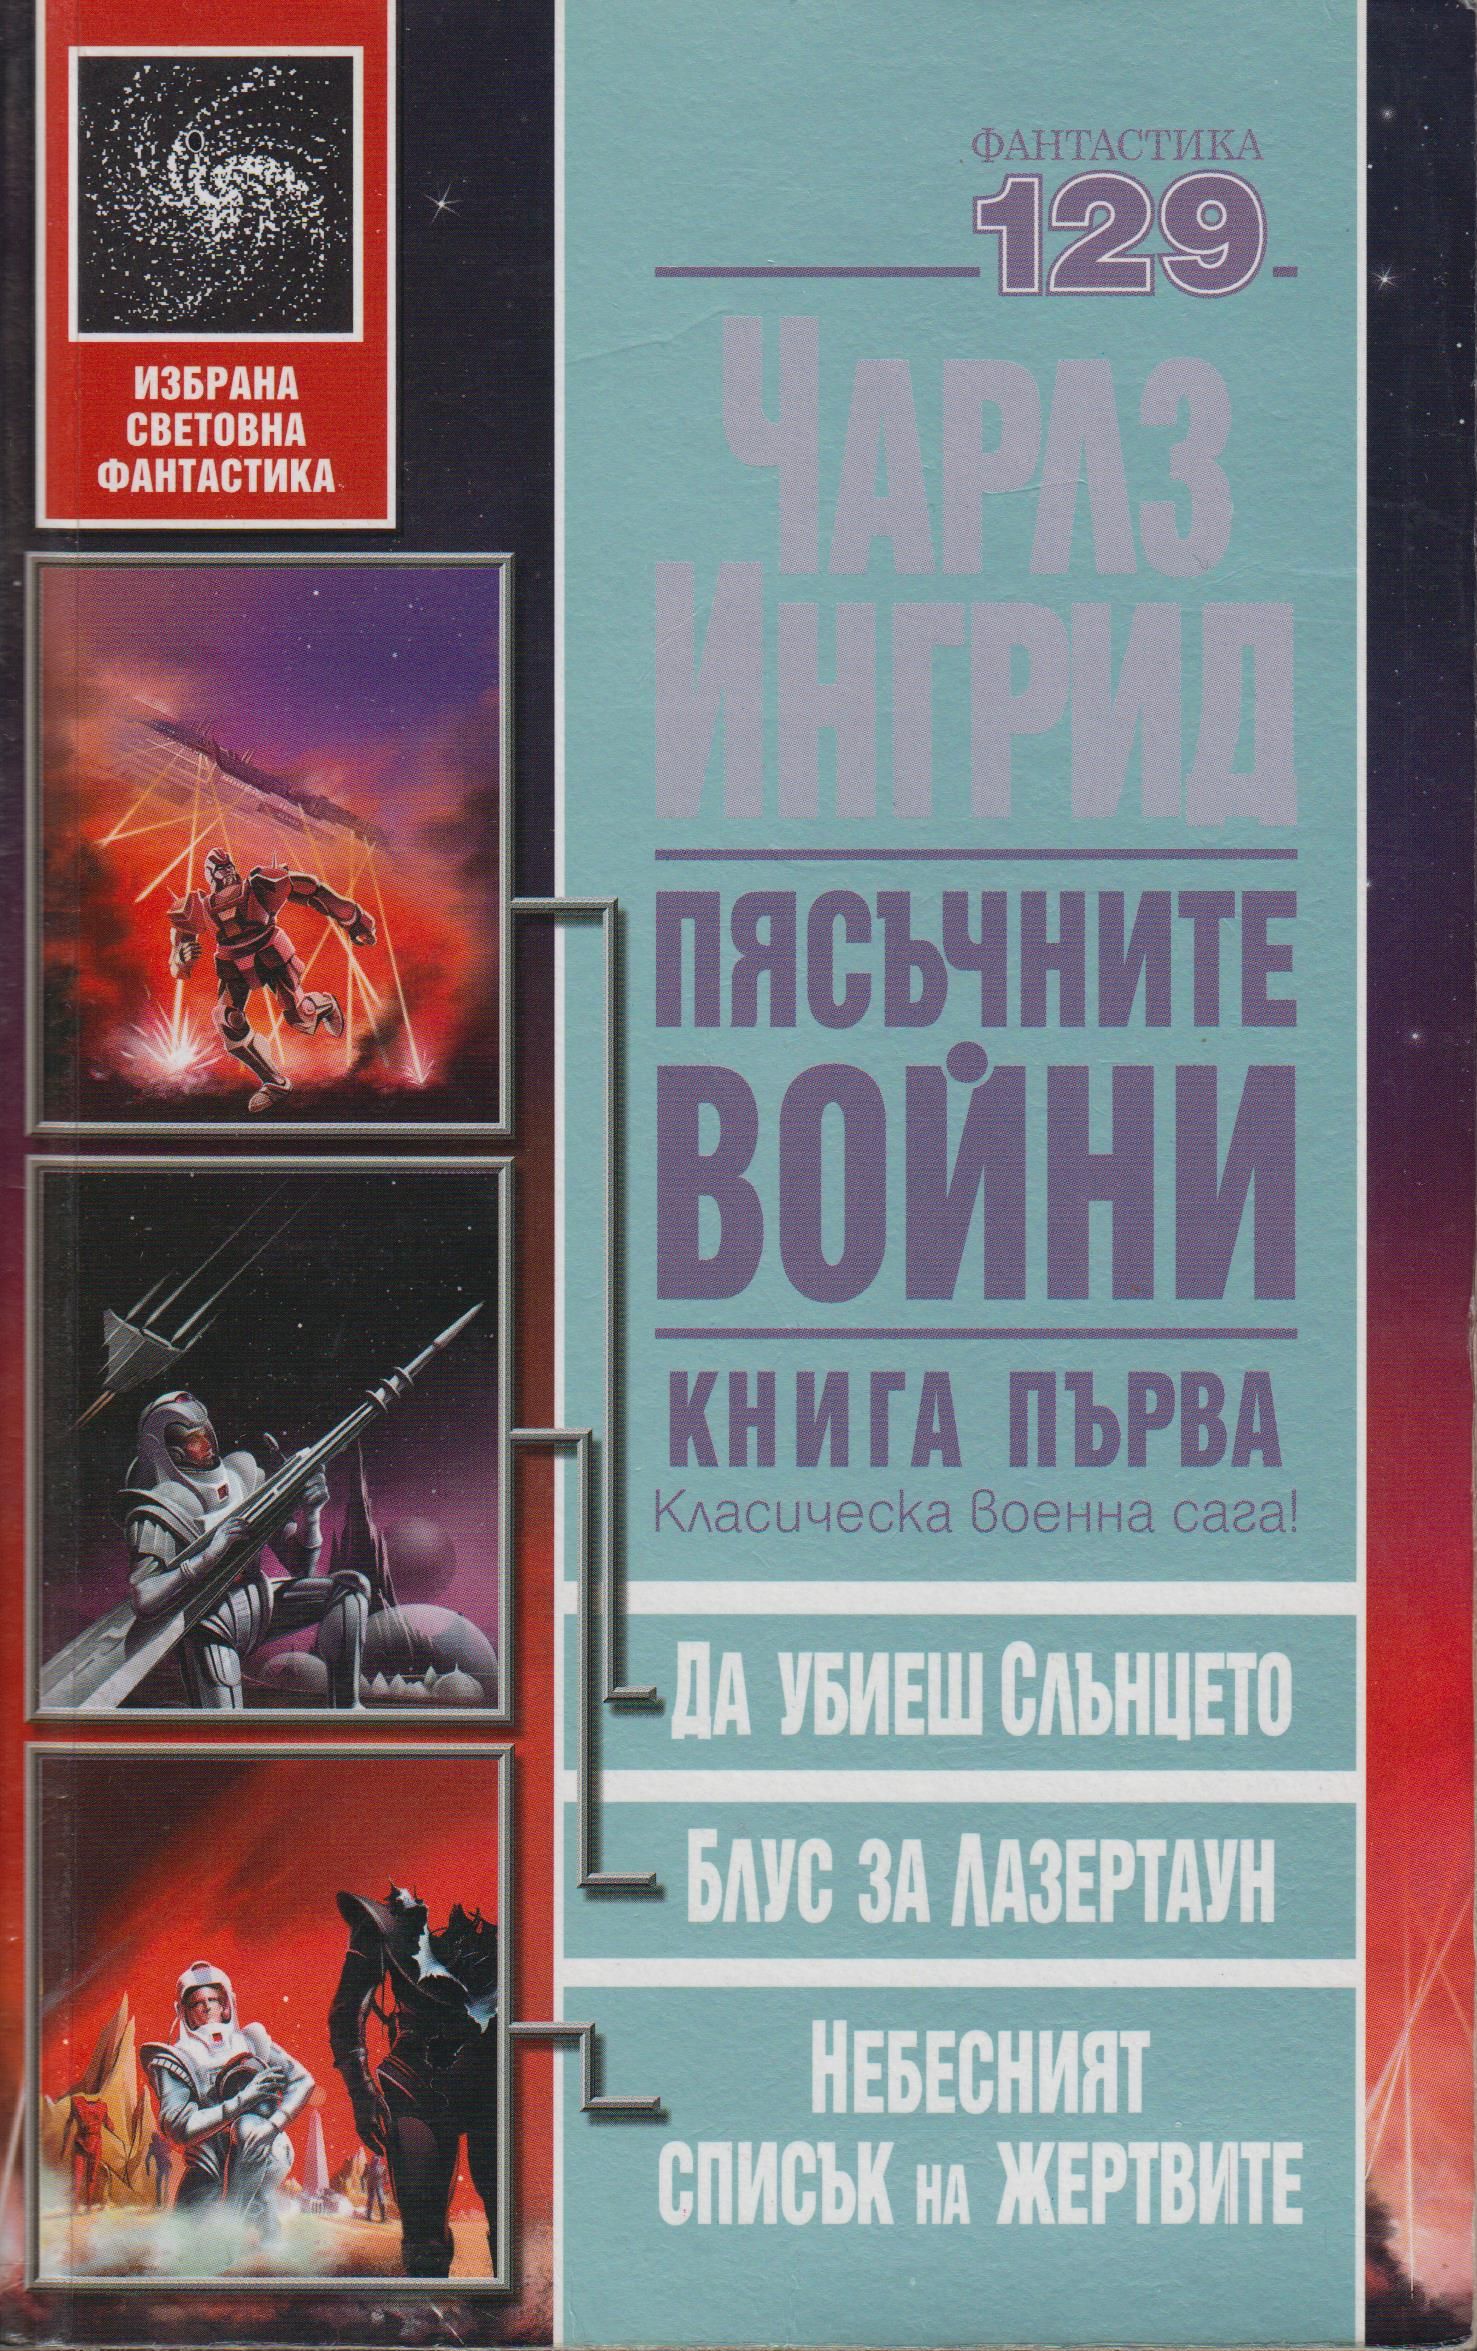 ИЗБРАНА
СВЕТОВНА
ФАНТАСТИКА
ФАНТАСТИКА
129
ЧАРЛЗ
ИНГРИД
ПЯСЪЧНИТЕ
ВОЙНИ
КНИГА ПЪРВА
Класическа военна сага!
ДА УБИЕШ СЛЪНЦЕТО
БЛУС ЗА ЛАЗЕРТАУН
НЕБЕСНИЯТ
СПИСЪК НА ЖЕРТВИТЕ